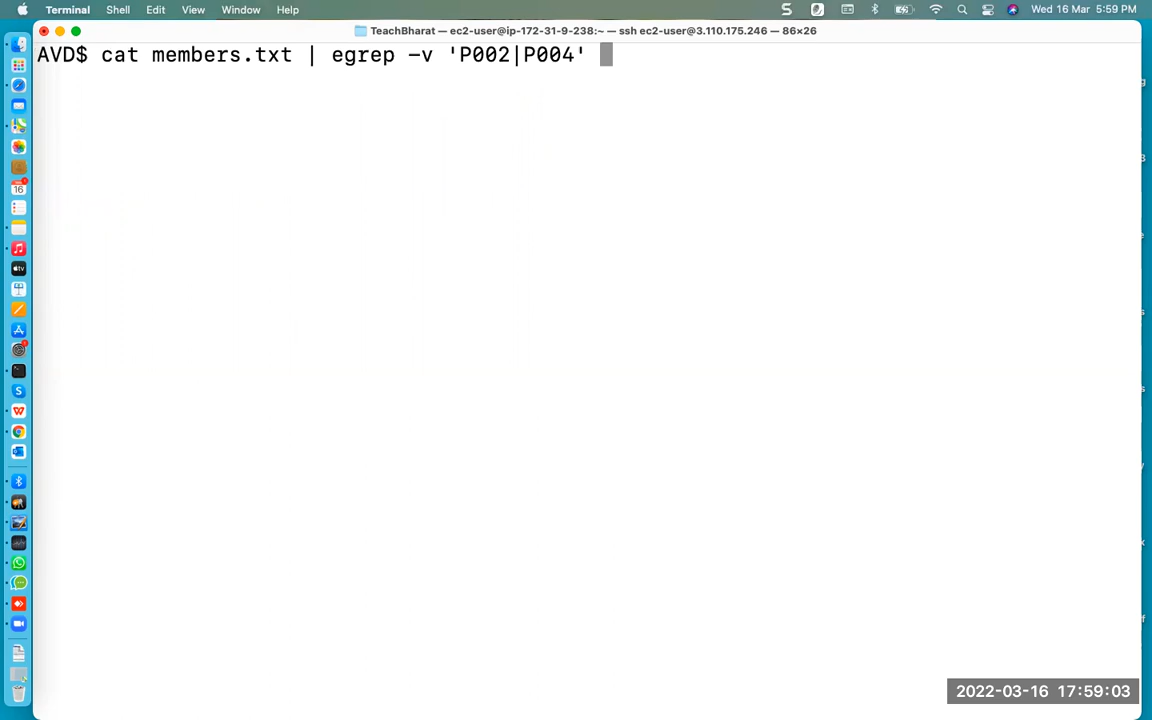 Terminal Shell Edit View Window Help Wed 16 Mar 5:59 PM
TeachBharat — ec2-user@ip-172-31-9-238:~ — ssh ec2-user@3.110.175.246 — 86×26
AVD$ cat members.txt | egrep -v 'P002|P004'
16
tv
2022-03-16 17:59:03